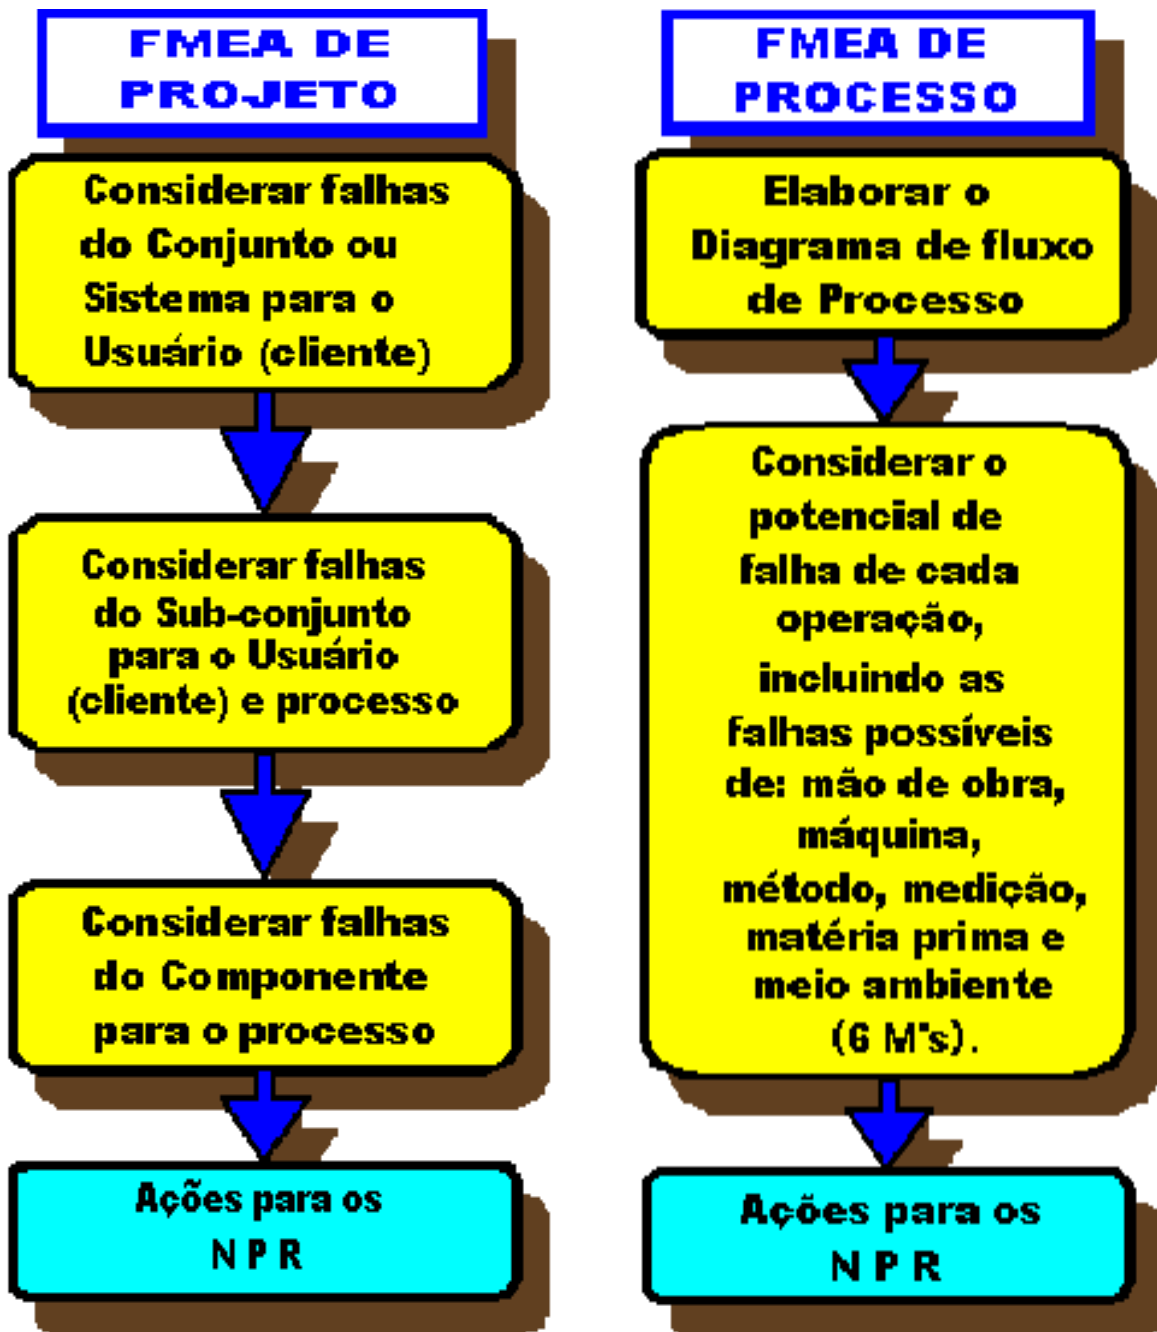 FMEA DE
PROJETO
Considerar falhas
do Conjunto ou
Sistema para o
Usuário (cliente)
Considerar falhas
do Sub-conjunto
para o Usuário
(cliente) e processo
Considerar falhas
do Componente
para o processo
Ações para os
N P R
FMEA DE
PROCESSO
Elaborar o
Diagrama de fluxo
de Processo
Considerar o
potencial de
falha de cada
operação,
incluindo as
falhas possíveis
de: mão de obra,
máquina,
método, medição,
matéria prima e
meio ambiente
(6 M's).
Ações para os
N P R